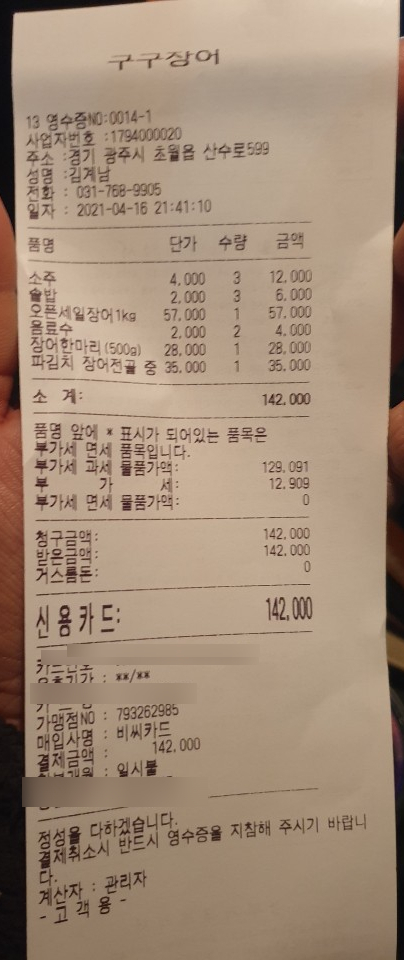 구구장어
13 영수증NO:0014-1
사업자번호 :1794000020
주소 :경기 광주시 초월읍 산수로599
성명 :김계남
전화 : 031-768-9905
일자 : 2021-04-16 21:41:10
품명 단가 수량 금액
소주 4,000 3 12,000
솥밥 2,000 3 6,000
오픈세일장어1kg 57,000 1 57,000
음료수 2,000 2 4,000
장어한마리(500g) 28,000 1 28,000
파김치 장어전골 중 35,000 1 35,000
소 계: 142,000
품명 앞에 * 표시가 되어있는 품목은
부가세 면세 품목입니다.
부가세 과세 물품가액: 129,091
부 가 세: 12,909
부가세 면세 물품가액: 0
청구금액: 142,000
받은금액: 142,000
거스름돈: 0
신용카드: 142,000
: **/**
가맹점NO : 793262985
매입사명 : 비씨카드
결제금액 : 142,000
: 일시불
정성을 다하겠습니다.
결제취소시 반드시 영수증을 지참해 주시기 바랍니
다.
계산자 : 관리자
- 고 객 용 -